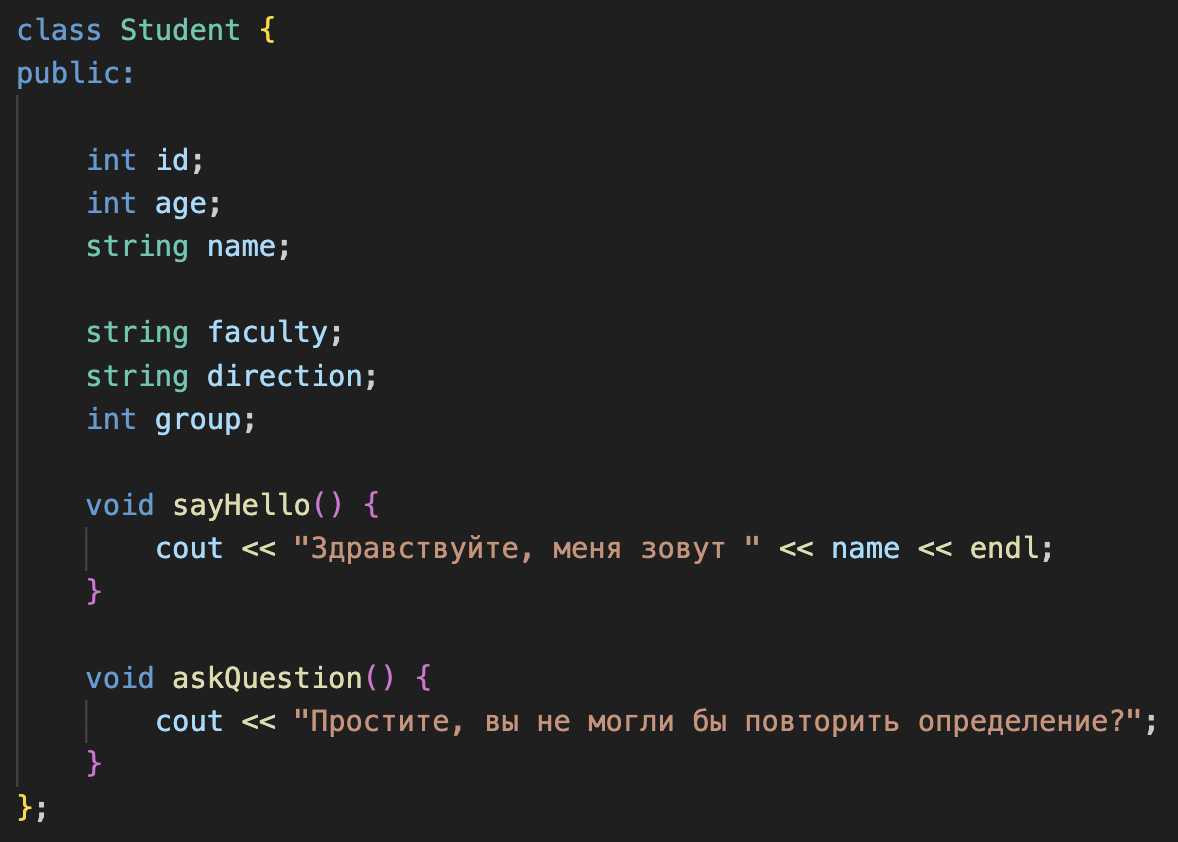 class Student {
public:
int id;
int age;
string name;
string faculty;
string direction;
int group;
void sayHello() {
cout << "Здравствуйте, меня зовут " << name << endl;
}
void askQuestion() {
cout << "Простите, вы не могли бы повторить определение?";
}
};